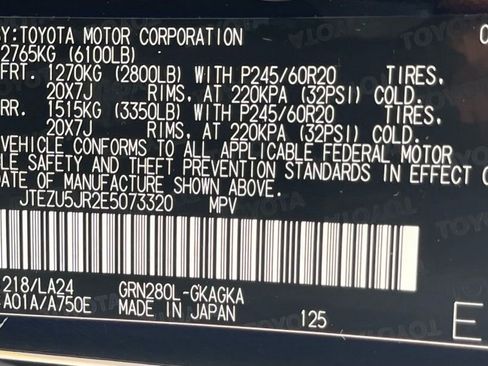 BY:TOYOTA MOTOR CORPORATION
2765KG (6100LB)
FRT. 1270KG (2800LB) WITH P245/60R20 TIRES,
20X7J RIMS, AT 220KPA (32PSI) COLD.
RR. 1515KG (3350LB) WITH P245/60R20 TIRES,
20X7J RIMS, AT 220KPA (32PSI) COLD.
VEHICLE CONFORMS TO ALL APPLICABLE FEDERAL MOTOR
LE SAFETY AND THEFT PREVENTION STANDARDS IN EFFECT
DATE OF MANUFACTURE SHOWN ABOVE.
JTEZU5JR2E5073320 MPV
218/LA24 GRN280L-GKAGKA
A01A/A750E MADE IN JAPAN 125
E